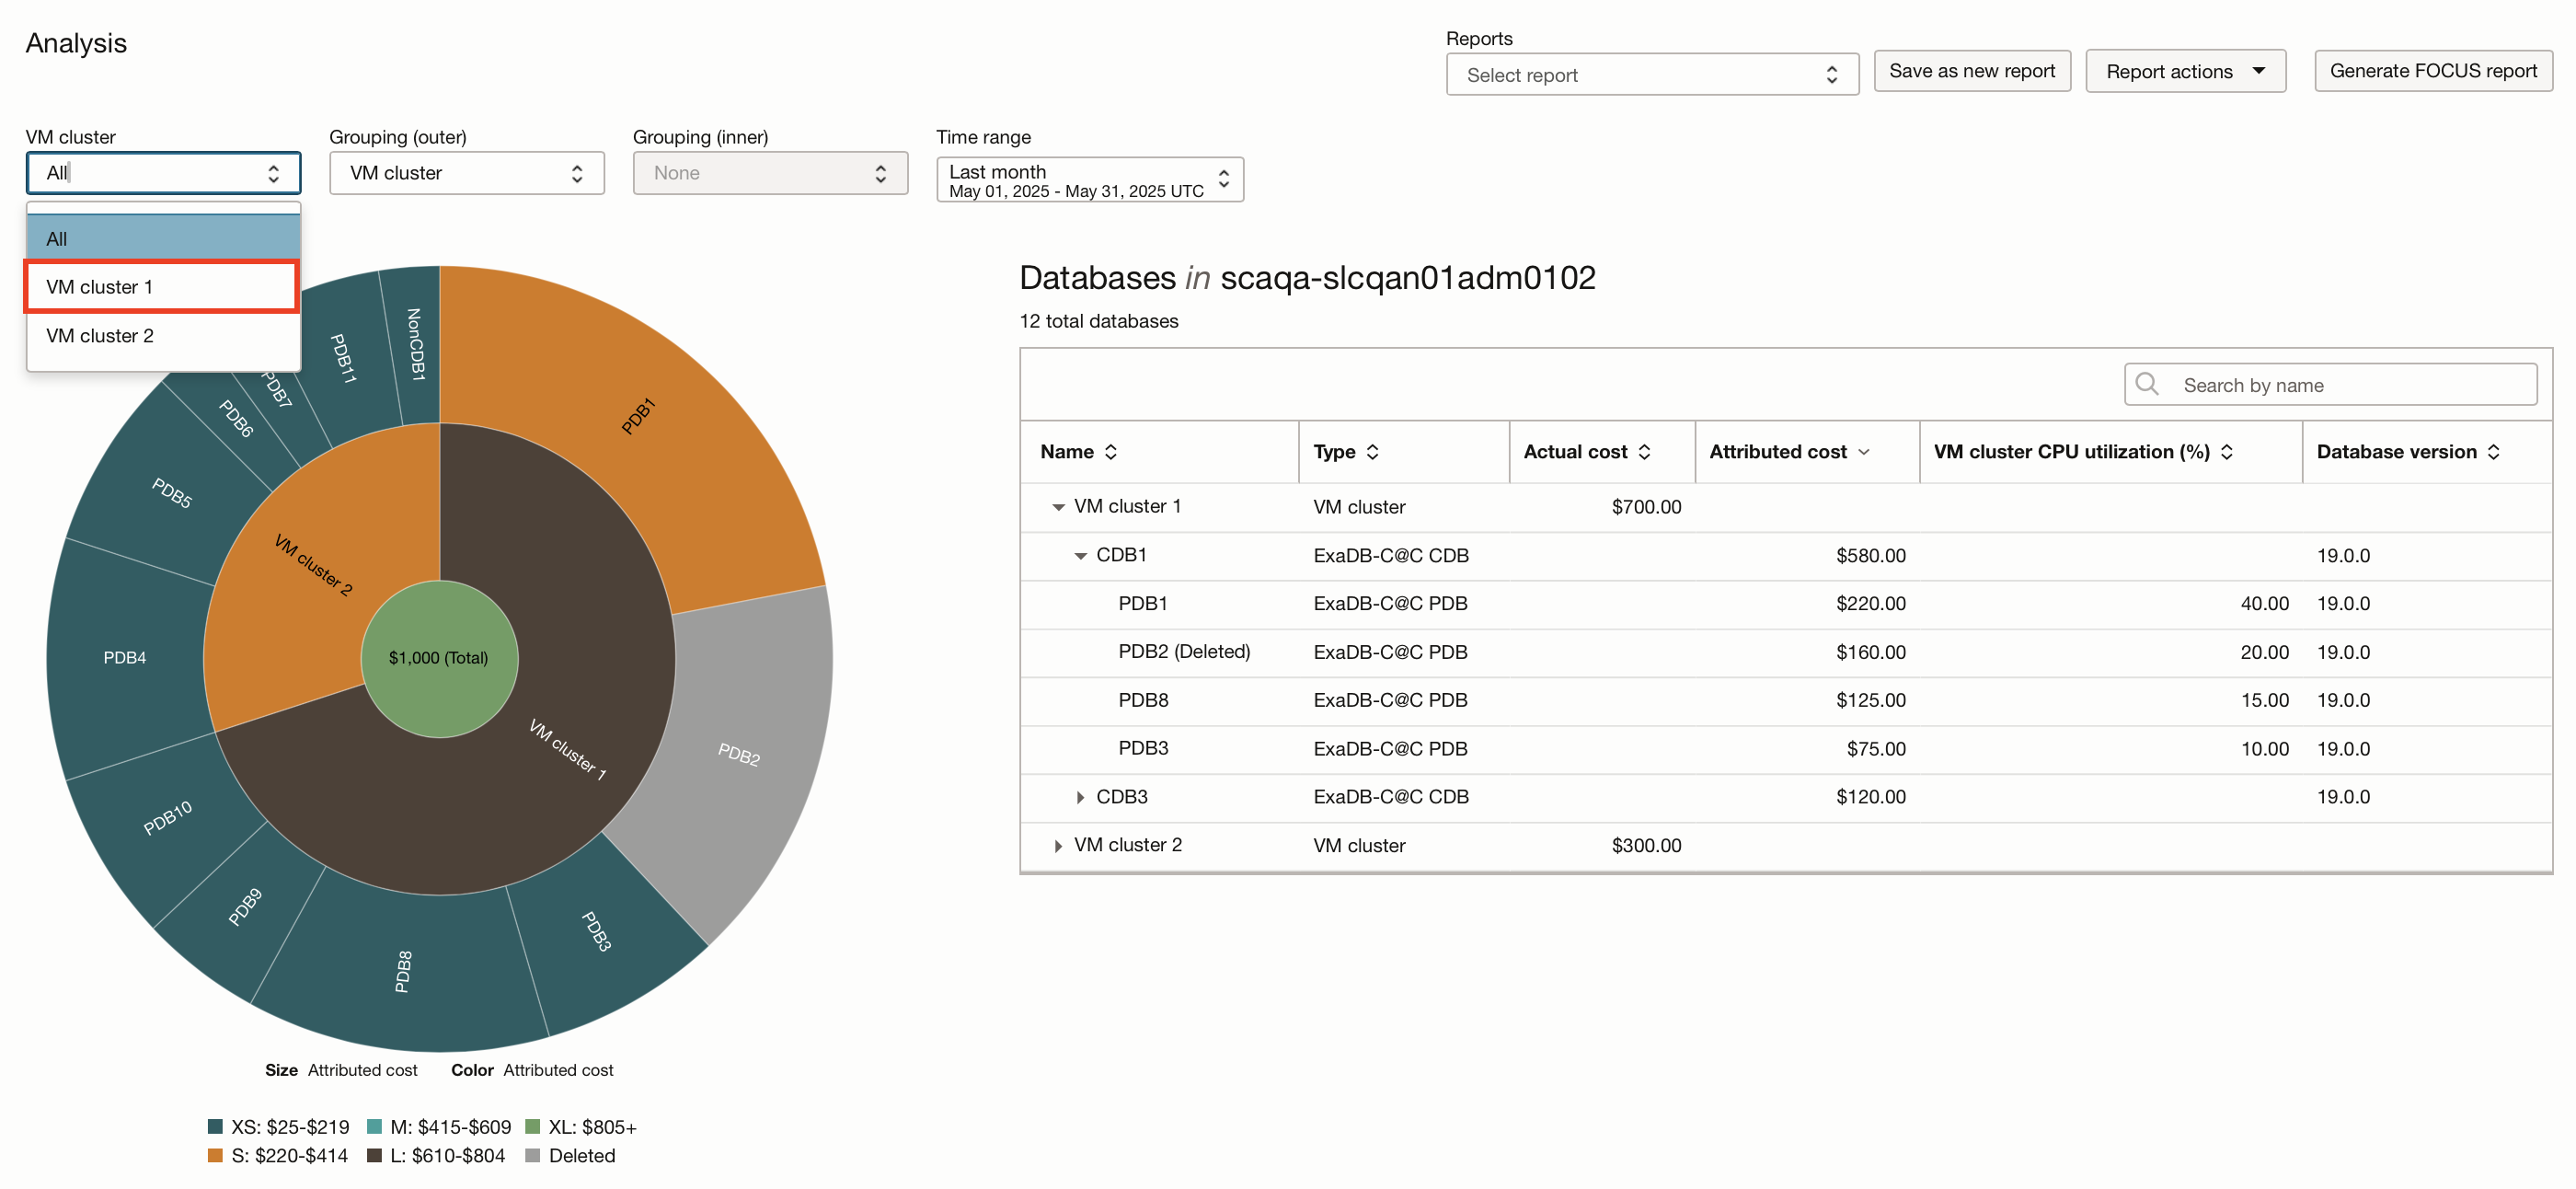 Analysis
Reports
Select report
Save as new report
Report actions
Generate FOCUS report
VM cluster
All
Grouping (outer)
VM cluster
Grouping (inner)
None
Time range
Last month
May 01, 2025 - May 31, 2025 UTC
All
VM cluster 1
VM cluster 2
NonCDB1
PDB11
PDB7
PDB6
PDB5
PDB4
PDB10
PDB9
PDB8
PDB3
PDB2
PDB1
VM cluster 2
VM cluster 1
$1,000 (Total)
Size Attributed cost Color Attributed cost
XS: $25-$219 M: $415-$609 XL: $805+
S: $220-$414 L: $610-$804 Deleted
Databases in scaqa-slcqan01adm0102
12 total databases
Search by name
Name Type Actual cost Attributed cost VM cluster CPU utilization (%) Database version
VM cluster 1 VM cluster $700.00
CDB1 ExaDB-C@C CDB $580.00 19.0.0
PDB1 ExaDB-C@C PDB $220.00 40.00 19.0.0
PDB2 (Deleted) ExaDB-C@C PDB $160.00 20.00 19.0.0
PDB8 ExaDB-C@C PDB $125.00 15.00 19.0.0
PDB3 ExaDB-C@C PDB $75.00 10.00 19.0.0
CDB3 ExaDB-C@C CDB $120.00 19.0.0
VM cluster 2 VM cluster $300.00